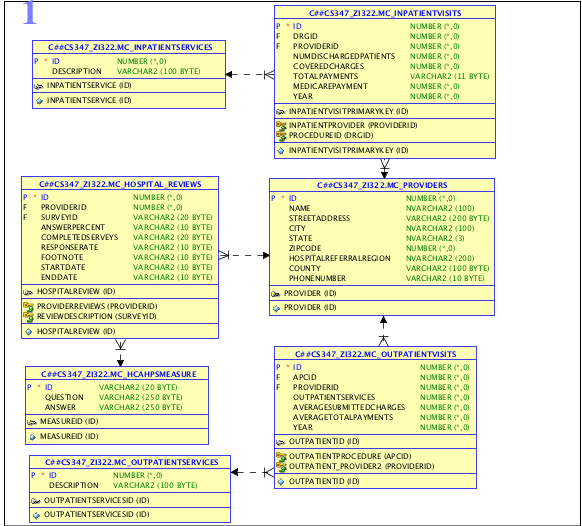 1
C##CS347_ZI322.MC_INPATIENTVISITS
P * ID NUMBER (*,0)
F DRGID NUMBER (*,0)
F PROVIDERID NUMBER (*,0)
NUMDISCHARGEDPATIENTS NUMBER (*,0)
COVEREDCHARGES NUMBER (*,0)
TOTALPAYMENTS VARCHAR2 (11 BYTE)
MEDICAREPAYMENT NUMBER (*,0)
YEAR NUMBER (*,0)
INPATIENTVISITPRIMARYKEY (ID)
INPATIENTPROVIDER (PROVIDERID)
PROCEDUREID (DRGID)
INPATIENTVISITPRIMARYKEY (ID)
C##CS347_ZI322.MC_INPATIENTSERVICES
P * ID NUMBER (*,0)
DESCRIPTION VARCHAR2 (100 BYTE)
INPATIENTSERVICE (ID)
INPATIENTSERVICE (ID)
C##CS347_ZI322.MC_HOSPITAL_REVIEWS
P * ID NUMBER (*,0)
F PROVIDERID NUMBER (*,0)
F SURVEYID VARCHAR2 (20 BYTE)
ANSWERPERCENT VARCHAR2 (10 BYTE)
COMPLETEDSERVEYS VARCHAR2 (20 BYTE)
RESPONSERATE VARCHAR2 (10 BYTE)
FOOTNOTE VARCHAR2 (10 BYTE)
STARTDATE VARCHAR2 (10 BYTE)
ENDDATE VARCHAR2 (10 BYTE)
HOSPITALREVIEW (ID)
PROVIDERREVIEWS (PROVIDERID)
REVIEWDESCRIPTION (SURVEYID)
HOSPITALREVIEW (ID)
C##CS347_ZI322.MC_PROVIDERS
P * ID NUMBER (*,0)
NAME NVARCHAR2 (100)
STREETADDRESS VARCHAR2 (200 BYTE)
CITY NVARCHAR2 (100)
STATE NVARCHAR2 (3)
ZIPCODE NUMBER (*,0)
HOSPITALREFERRALREGION NVARCHAR2 (200)
COUNTY VARCHAR2 (100 BYTE)
PHONENUMBER VARCHAR2 (10 BYTE)
PROVIDER (ID)
PROVIDER (ID)
C##CS347_ZI322.MC_HCAHPSMEASURE
P * ID VARCHAR2 (20 BYTE)
QUESTION VARCHAR2 (250 BYTE)
ANSWER VARCHAR2 (250 BYTE)
MEASUREID (ID)
MEASUREID (ID)
C##CS347_ZI322.MC_OUTPATIENTVISITS
P * ID NUMBER (*,0)
F APCID NUMBER (*,0)
F PROVIDERID NUMBER (*,0)
OUTPATIENTSERVICES NUMBER (*,0)
AVERAGESUBMITTEDCHARGES NUMBER (*,0)
AVERAGETOTALPAYMENTS NUMBER (*,0)
YEAR NUMBER (*,0)
OUTPATIENTID (ID)
OUTPATIENTPROCEDURE (APCID)
OUTPATIENT_PROVIDER2 (PROVIDERID)
OUTPATIENTID (ID)
C##CS347_ZI322.MC_OUTPATIENTSERVICES
P * ID NUMBER (*,0)
DESCRIPTION VARCHAR2 (100 BYTE)
OUTPATIENTSERVICESID (ID)
OUTPATIENTSERVICESID (ID)